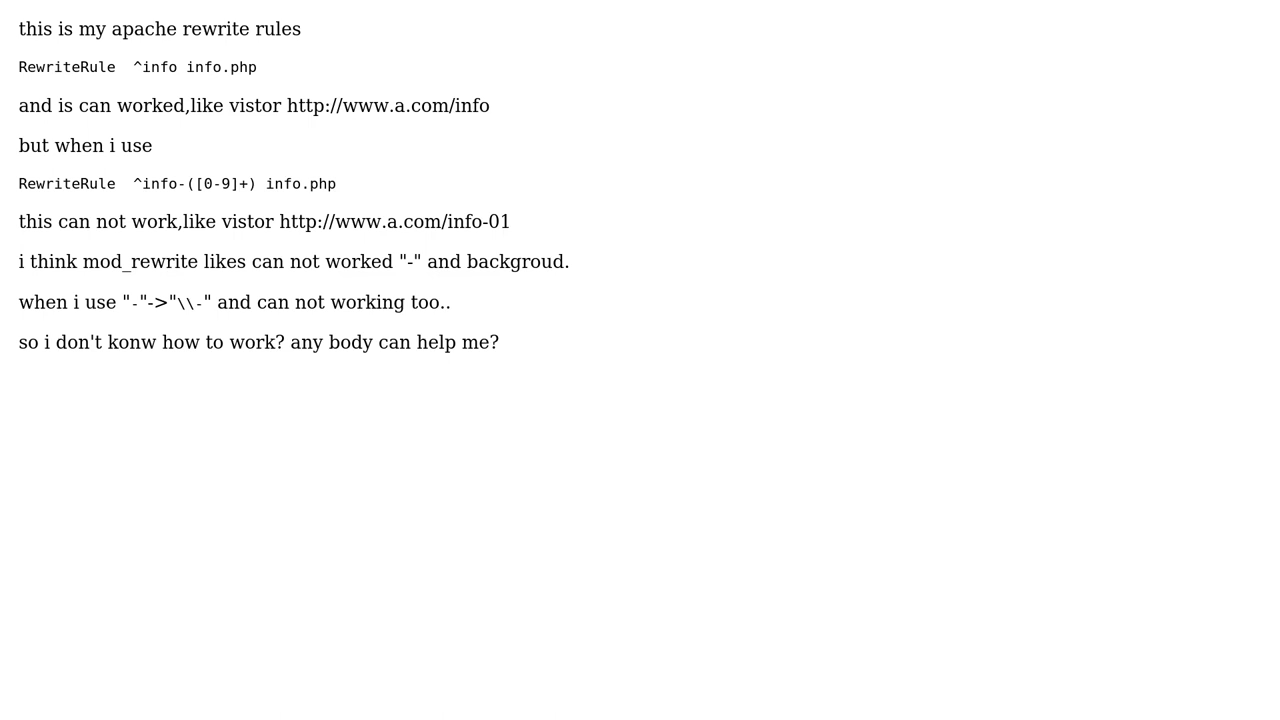 this is my apache rewrite rules
RewriteRule  ^info info.php
and is can worked,like vistor http://www.a.com/info
but when i use
RewriteRule  ^info-([0-9]+) info.php
this can not work,like vistor http://www.a.com/info-01
i think mod_rewrite likes can not worked "-" and backgroud.
when i use "-"->"\\-" and can not working too..
so i don't konw how to work? any body can help me?